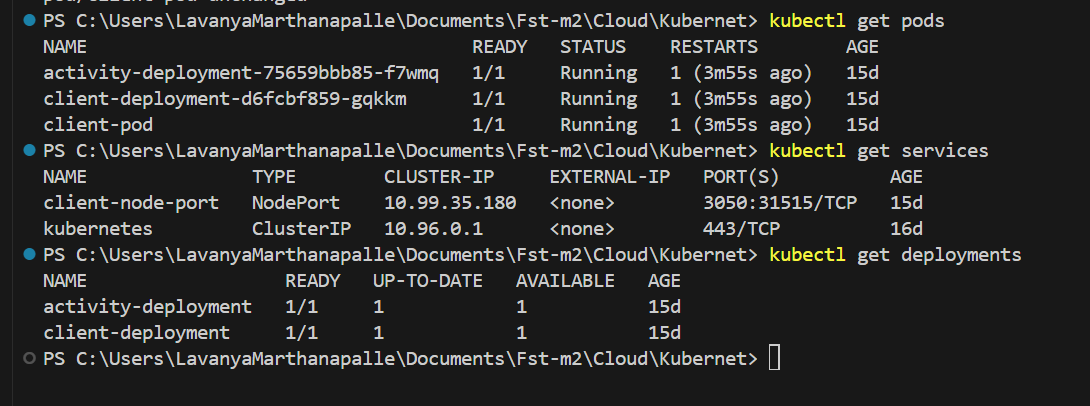 PS C:\Users\LavanyaMarthanapalle\Documents\Fst-m2\Cloud\Kubernet> kubectl get pods
NAME READY STATUS RESTARTS AGE
activity-deployment-75659bbb85-f7wmq 1/1 Running 1 (3m55s ago) 15d
client-deployment-d6fcbf859-gqkkm 1/1 Running 1 (3m55s ago) 15d
client-pod 1/1 Running 1 (3m55s ago) 15d
PS C:\Users\LavanyaMarthanapalle\Documents\Fst-m2\Cloud\Kubernet> kubectl get services
NAME TYPE CLUSTER-IP EXTERNAL-IP PORT(S) AGE
client-node-port NodePort 10.99.35.180 <none> 3050:31515/TCP 15d
kubernetes ClusterIP 10.96.0.1 <none> 443/TCP 16d
PS C:\Users\LavanyaMarthanapalle\Documents\Fst-m2\Cloud\Kubernet> kubectl get deployments
NAME READY UP-TO-DATE AVAILABLE AGE
activity-deployment 1/1 1 1 15d
client-deployment 1/1 1 1 15d
PS C:\Users\LavanyaMarthanapalle\Documents\Fst-m2\Cloud\Kubernet>